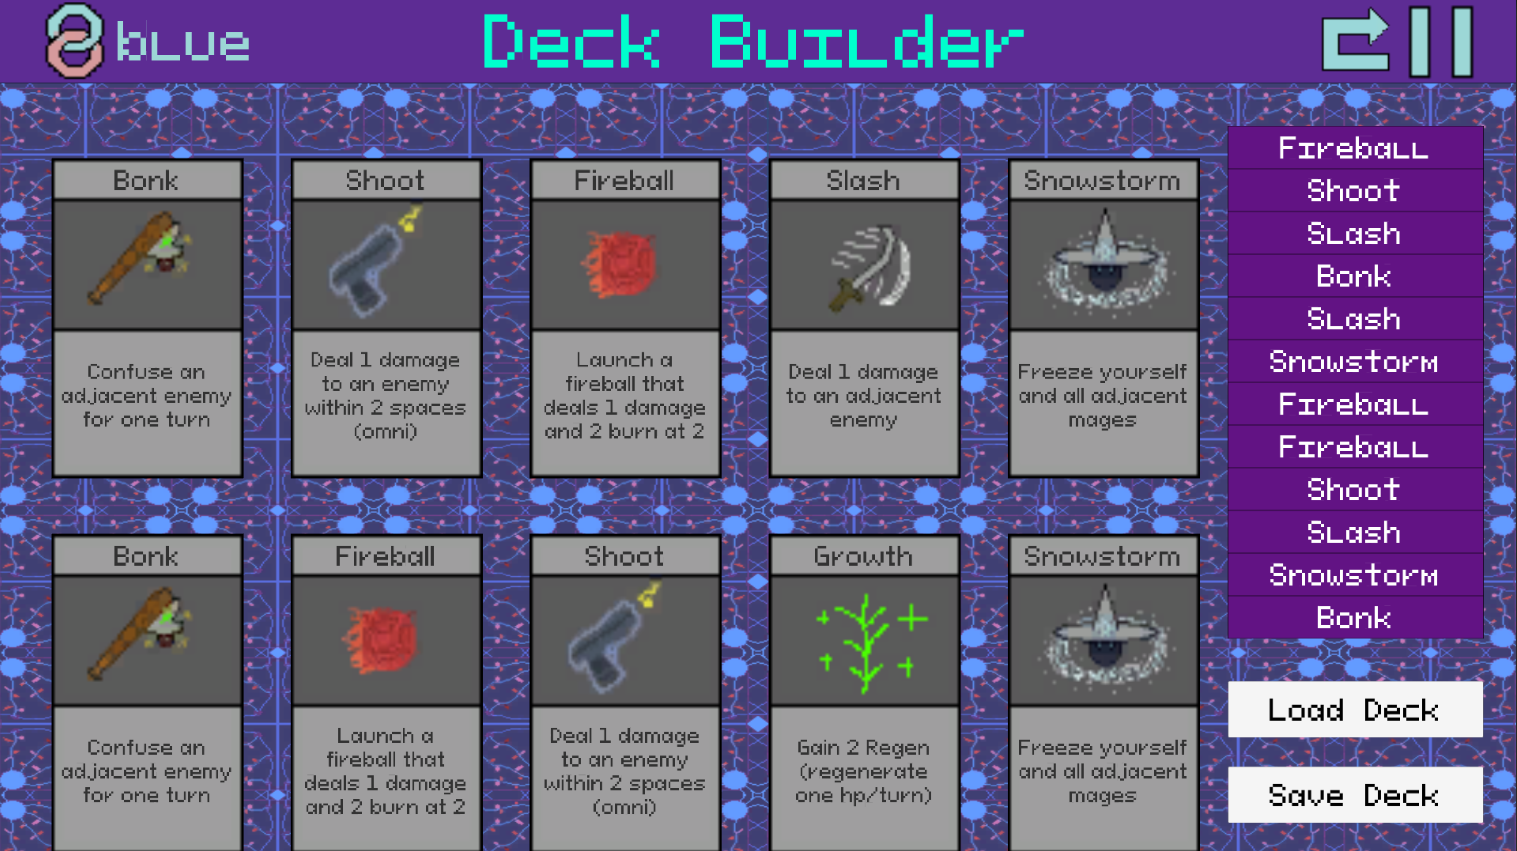 bLue
Deck Builder
Bonk
Confuse an
adjacent enemy
for one turn
Shoot
Deal 1 damage
to an enemy
within 2 spaces
(omni)
Fireball
Launch a
fireball that
deals 1 damage
and 2 burn at 2
Slash
Deal 1 damage
to an adjacent
enemy
Snowstorm
Freeze yourself
and all adjacent
mages
Bonk
Confuse an
adjacent enemy
for one turn
Fireball
Launch a
fireball that
deals 1 damage
and 2 burn at 2
Shoot
Deal 1 damage
to an enemy
within 2 spaces
(omni)
Growth
Gain 2 Regen
(regenerate
one hp/turn)
Snowstorm
Freeze yourself
and all adjacent
mages
Fireball
Shoot
Slash
Bonk
Slash
Snowstorm
Fireball
Fireball
Shoot
Slash
Snowstorm
Bonk
Load Deck
Save Deck